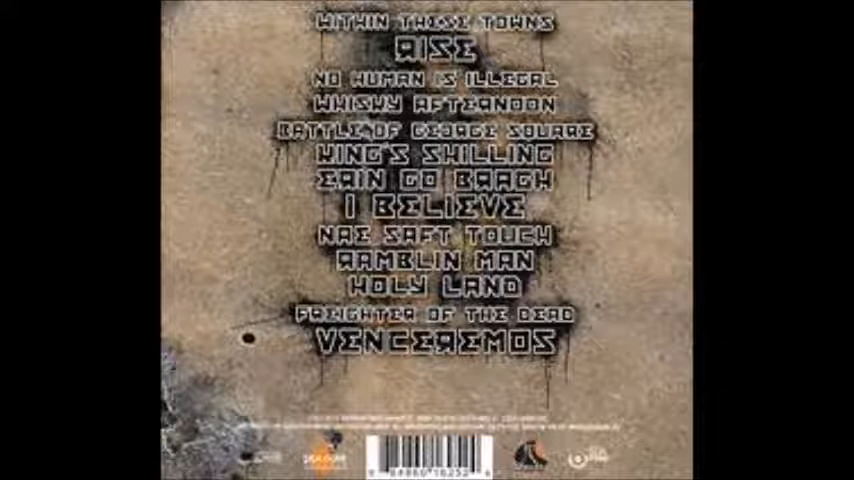 WITHIN THESE TOWNS
RISE
NO HUMAN IS ILLEGAL
WHISKY AFTERNOON
BATTLE OF GEORGE SQUARE
KING'S SHILLING
ERIN GO BRAGH
I BELIEVE
NAE SAFT TOUCH
RAMBLIN MAN
HOLY LAND
FREIGHTER OF THE DEAD
VENCEREMOS